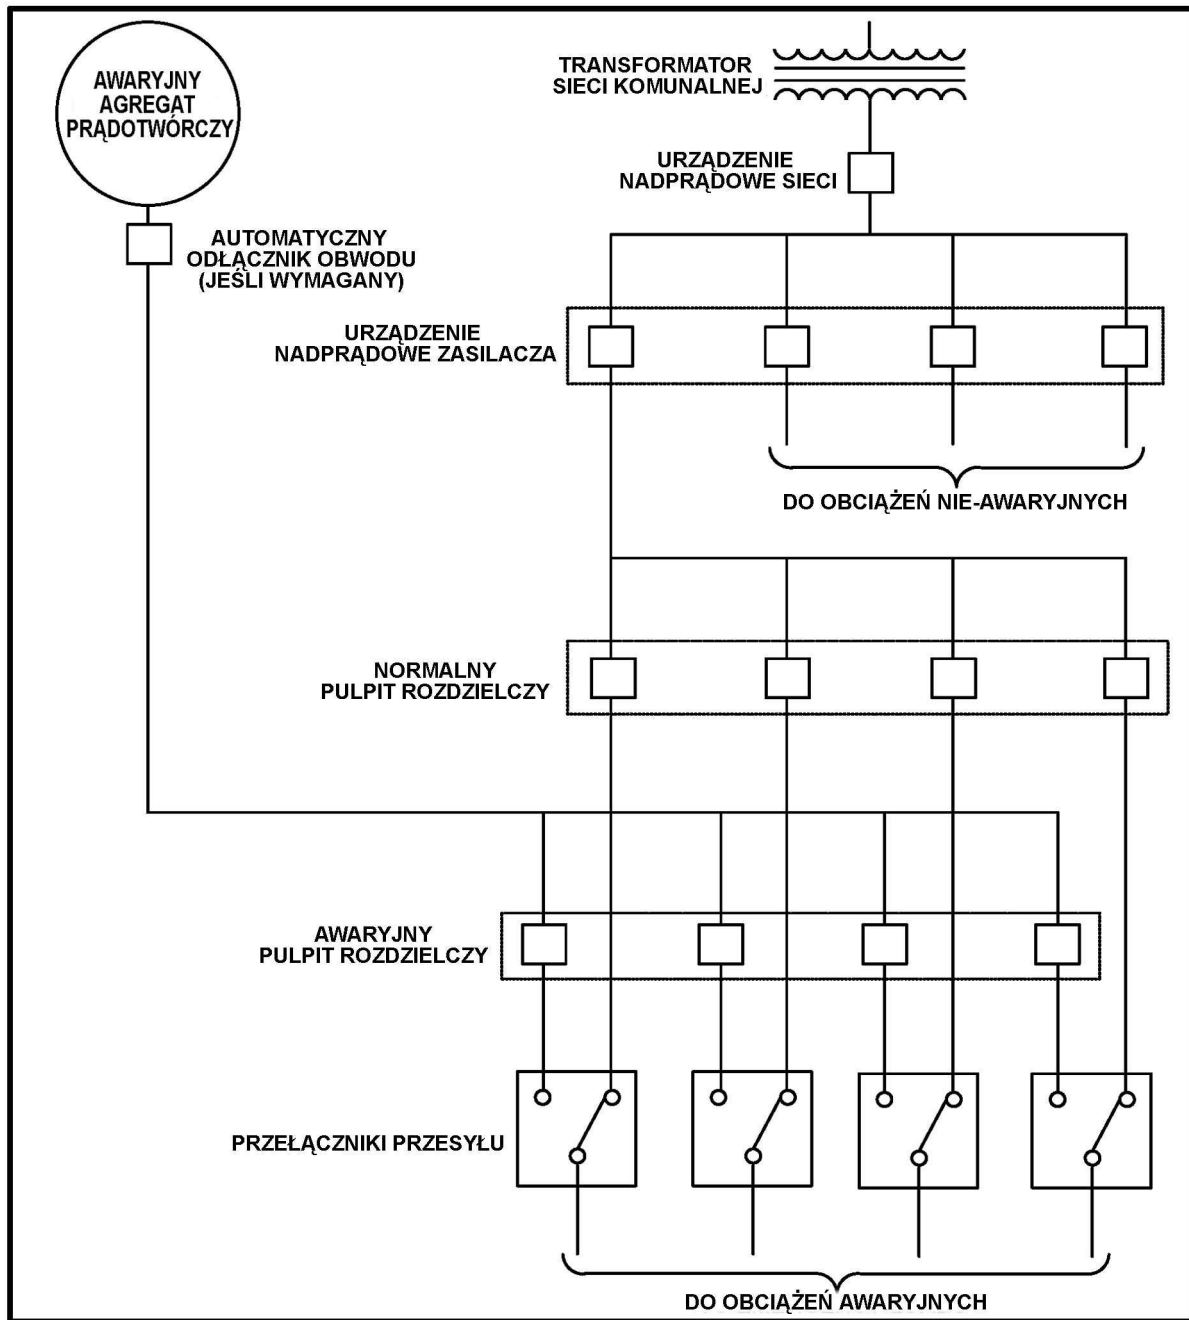 AWARYJNY
AGREGAT
PRĄDOTWÓRCZY
TRANSFORMATOR
SIECI KOMUNALNEJ
URZĄDZENIE
NADPRĄDOWE SIECI
AUTOMATYCZNY
ODŁĄCZNIK OBWODU
(JEŚLI WYMAGANY)
URZĄDZENIE
NADPRĄDOWE ZASILACZA
DO OBCIĄŻEŃ NIE-AWARYJNYCH
NORMALNY
PULPIT ROZDZIELCZY
AWARYJNY
PULPIT ROZDZIELCZY
PRZEŁĄCZNIKI PRZESYŁU
DO OBCIĄŻEŃ AWARYJNYCH